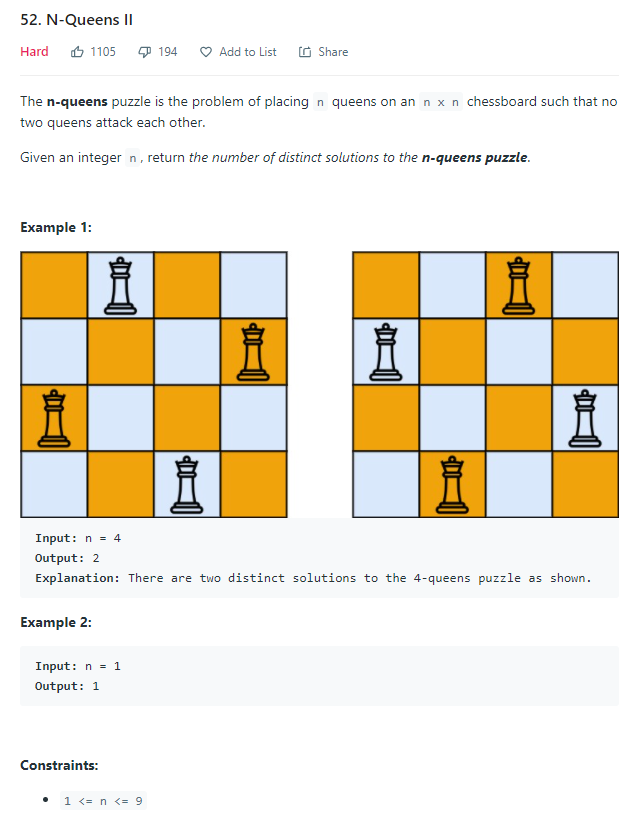 52. N-Queens II
Hard 1105 194 Add to List Share
The n-queens puzzle is the problem of placing n queens on an n x n chessboard such that no
two queens attack each other.
Given an integer n, return the number of distinct solutions to the n-queens puzzle.
Example 1:
Input: n = 4
Output: 2
Explanation: There are two distinct solutions to the 4-queens puzzle as shown.
Example 2:
Input: n = 1
Output: 1
Constraints:
• 1 <= n <= 9